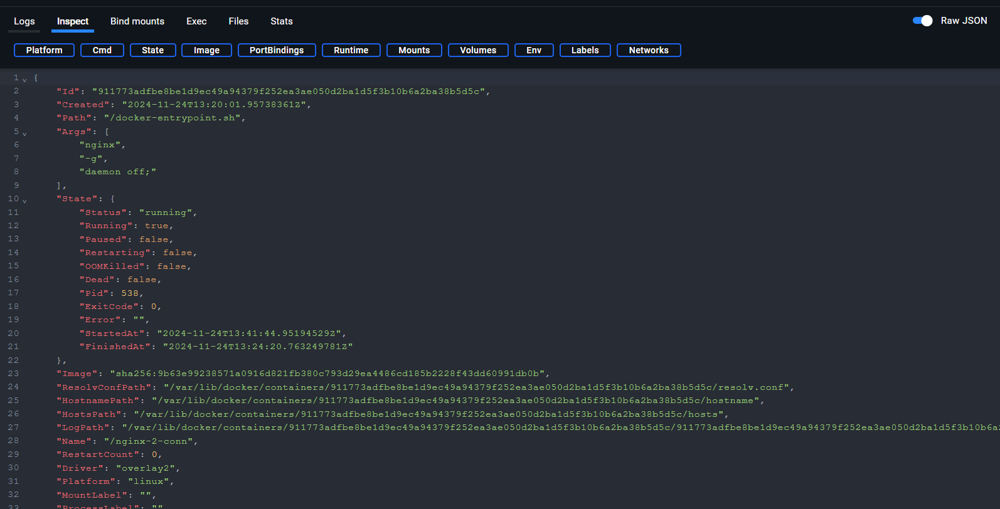 Logs Inspect Bind mounts Exec Files Stats Raw JSON
Platform Cmd State Image PortBindings Runtime Mounts Volumes Env Labels Networks
1 {
2 "Id": "911773adfbe8be1d9ec49a94379f252ea3ae050d2ba1d5f3b10b6a2ba38b5d5c",
3 "Created": "2024-11-24T13:20:01.95738361Z",
4 "Path": "/docker-entrypoint.sh",
5 "Args": [
6 "nginx",
7 "-g",
8 "daemon off;"
9 ],
10 "State": {
11 "Status": "running",
12 "Running": true,
13 "Paused": false,
14 "Restarting": false,
15 "OOMKilled": false,
16 "Dead": false,
17 "Pid": 538,
18 "ExitCode": 0,
19 "Error": "",
20 "StartedAt": "2024-11-24T13:41:44.95194529Z",
21 "FinishedAt": "2024-11-24T13:24:20.763249781Z"
22 },
23 "Image": "sha256:9b63e99238571a0916d821fb380c793d29ea4486cd185b2228f43dd60991db0b",
24 "ResolvConfPath": "/var/lib/docker/containers/911773adfbe8be1d9ec49a94379f252ea3ae050d2ba1d5f3b10b6a2ba38b5d5c/resolv.conf",
25 "HostnamePath": "/var/lib/docker/containers/911773adfbe8be1d9ec49a94379f252ea3ae050d2ba1d5f3b10b6a2ba38b5d5c/hostname",
26 "HostsPath": "/var/lib/docker/containers/911773adfbe8be1d9ec49a94379f252ea3ae050d2ba1d5f3b10b6a2ba38b5d5c/hosts",
27 "LogPath": "/var/lib/docker/containers/911773adfbe8be1d9ec49a94379f252ea3ae050d2ba1d5f3b10b6a2ba38b5d5c/911773adfbe8be1d9ec49a94379f252ea3ae050d2ba1d5f3b10b6a2
28 "Name": "/nginx-2-conn",
29 "RestartCount": 0,
30 "Driver": "overlay2",
31 "Platform": "linux",
32 "MountLabel": "",
33 "ProcessLabel": ""